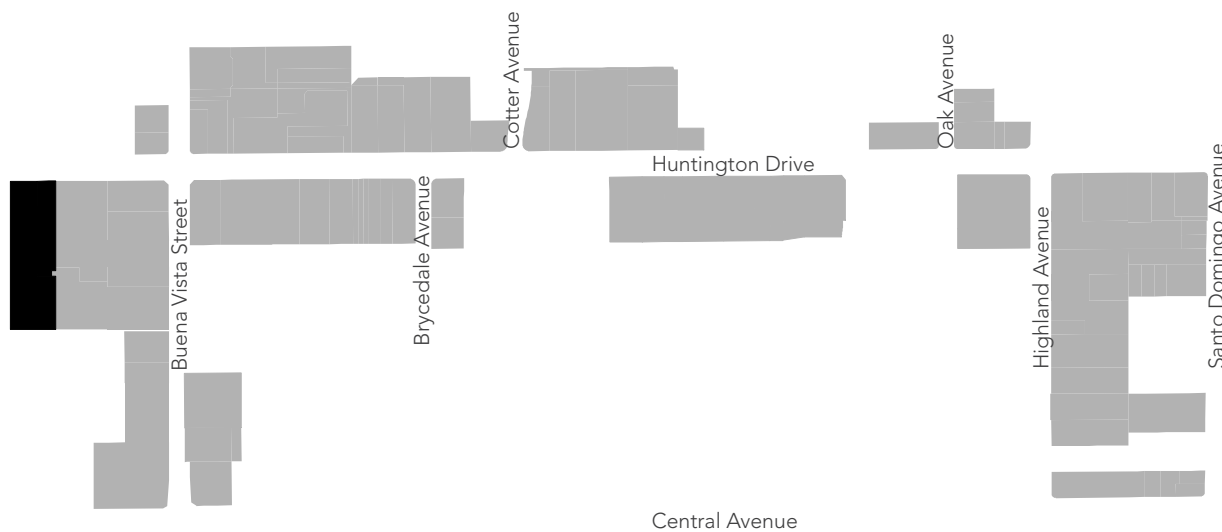 Cotter Avenue
Oak Avenue
Huntington Drive
Buena Vista Street
Brycedale Avenue
Highland Avenue
Santo Domingo Avenue
Central Avenue